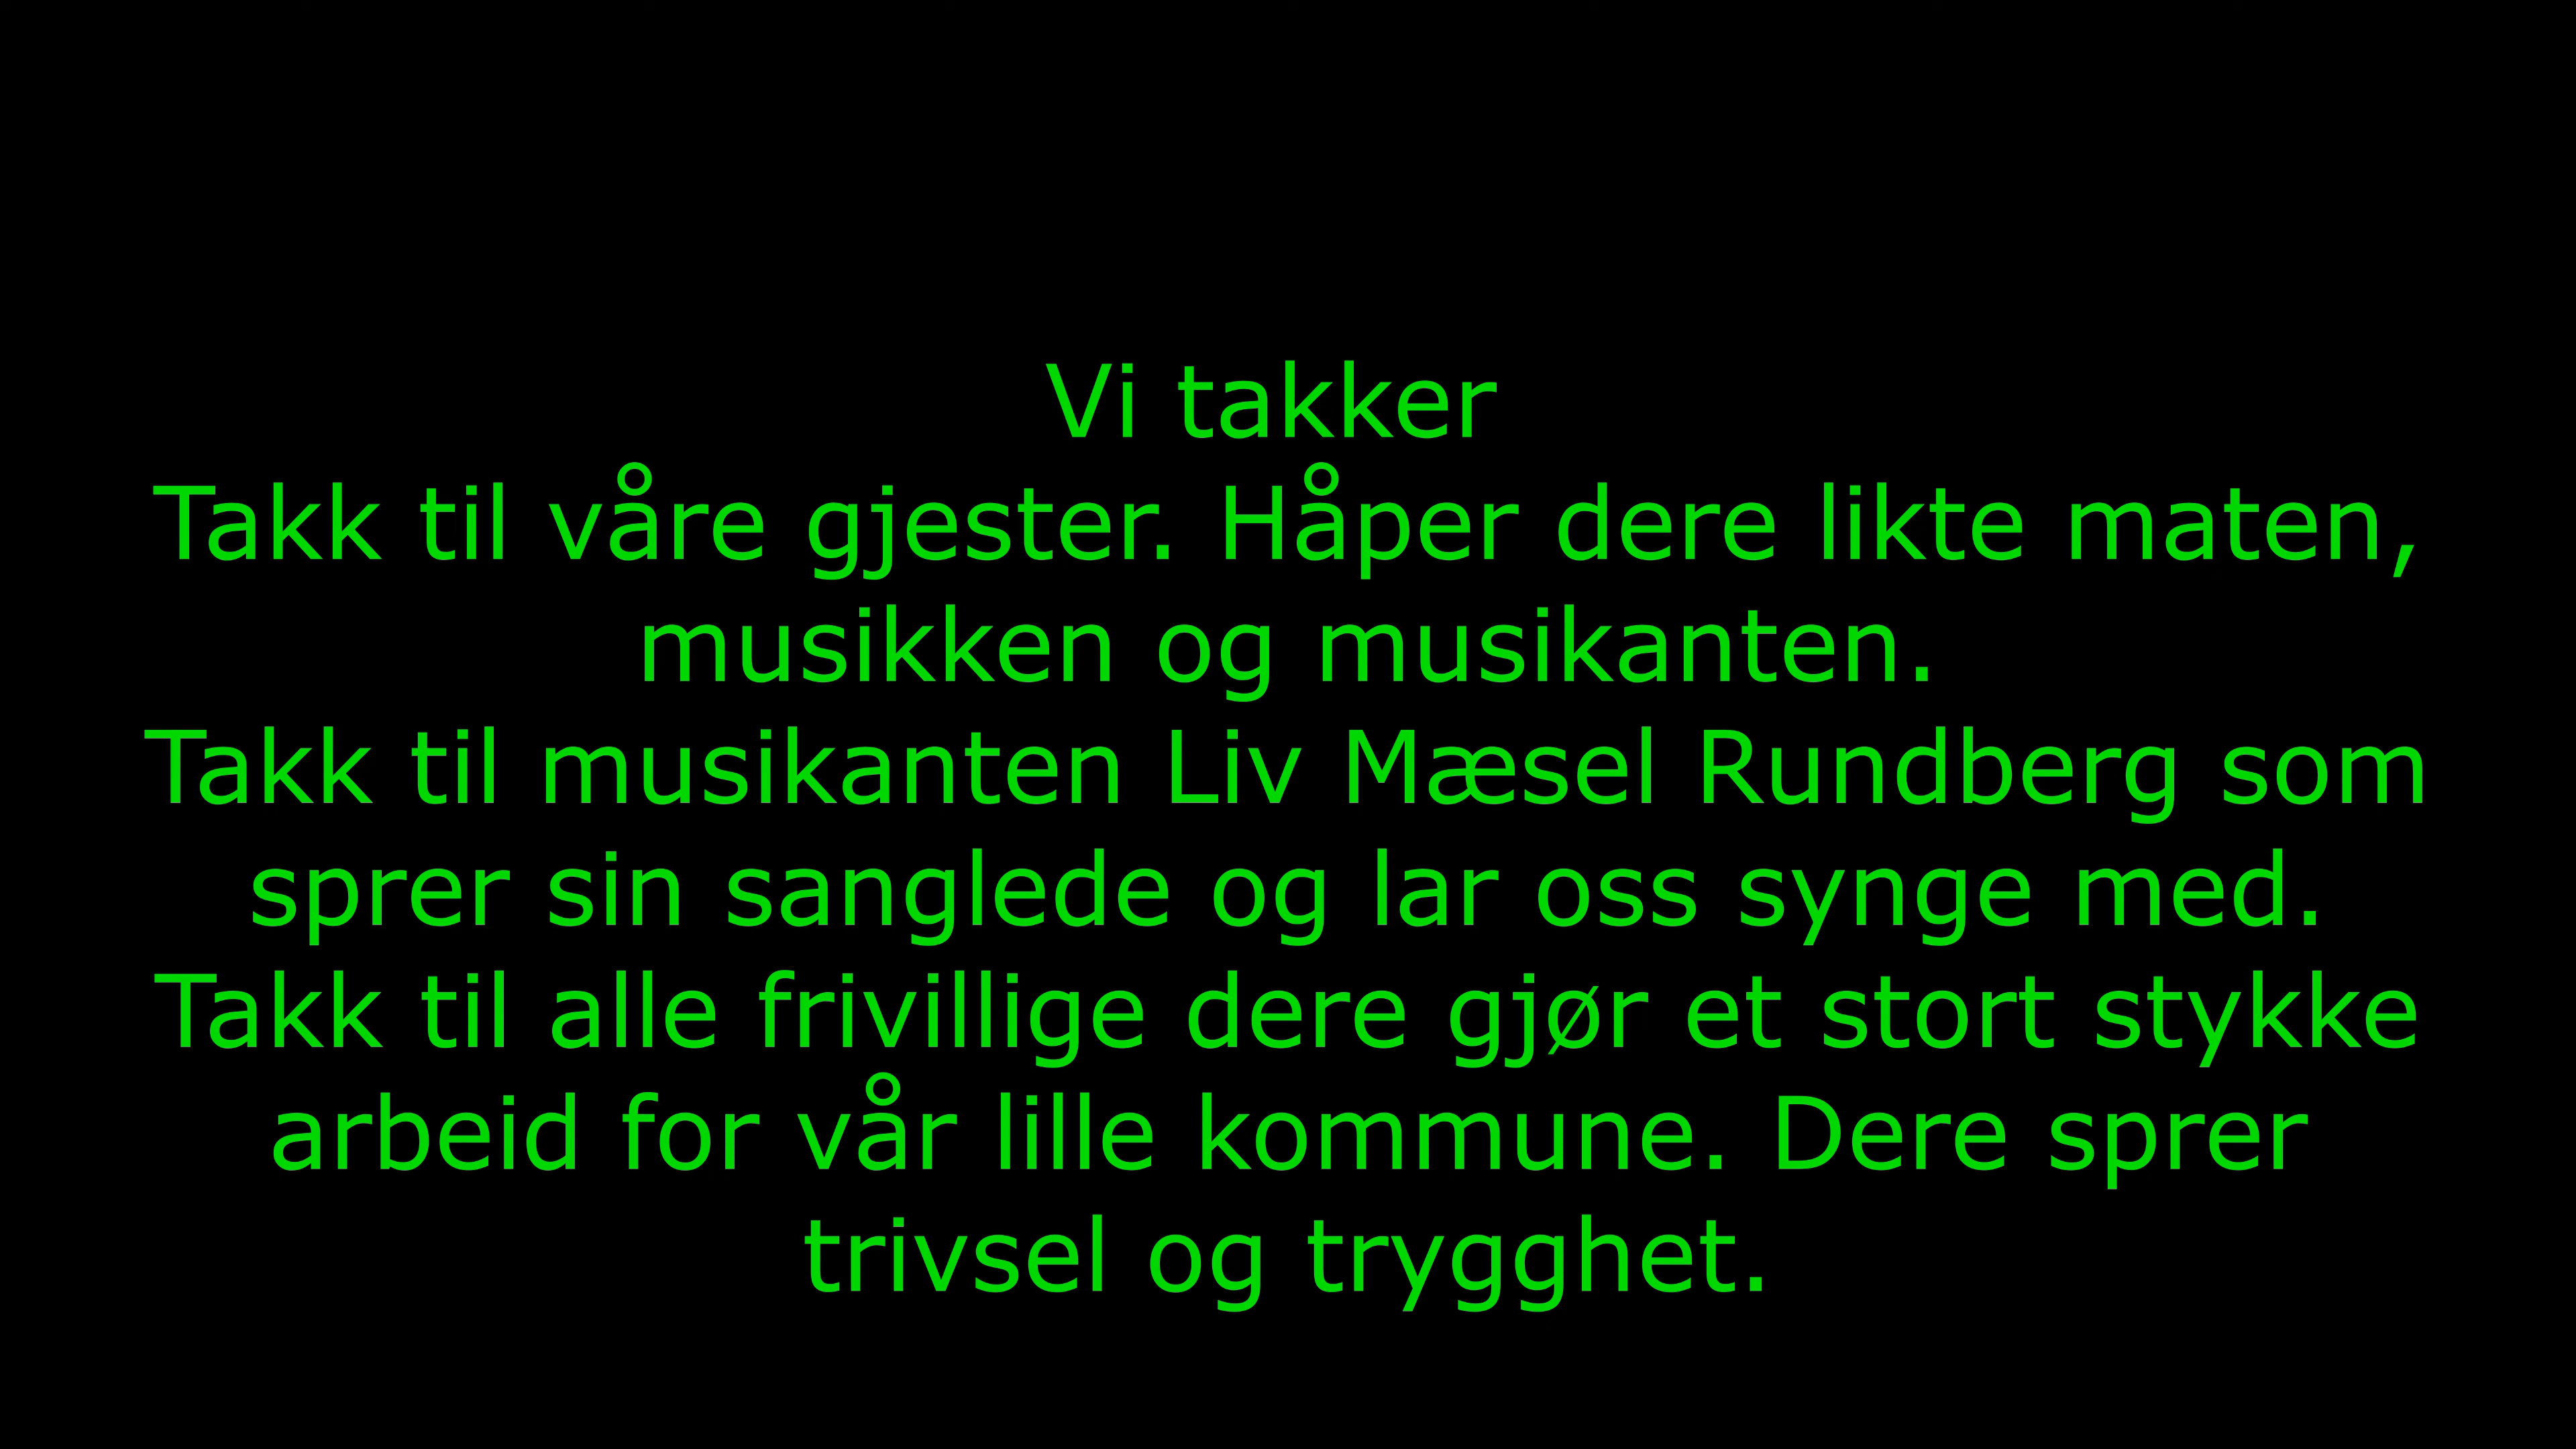 Vi takker
Takk til våre gjester. Håper dere likte maten,
musikken og musikanten.
Takk til musikanten Liv Mæsel Rundberg som
sprer sin sanglede og lar oss synge med.
Takk til alle frivillige dere gjør et stort stykke
arbeid for vår lille kommune. Dere sprer
trivsel og trygghet.